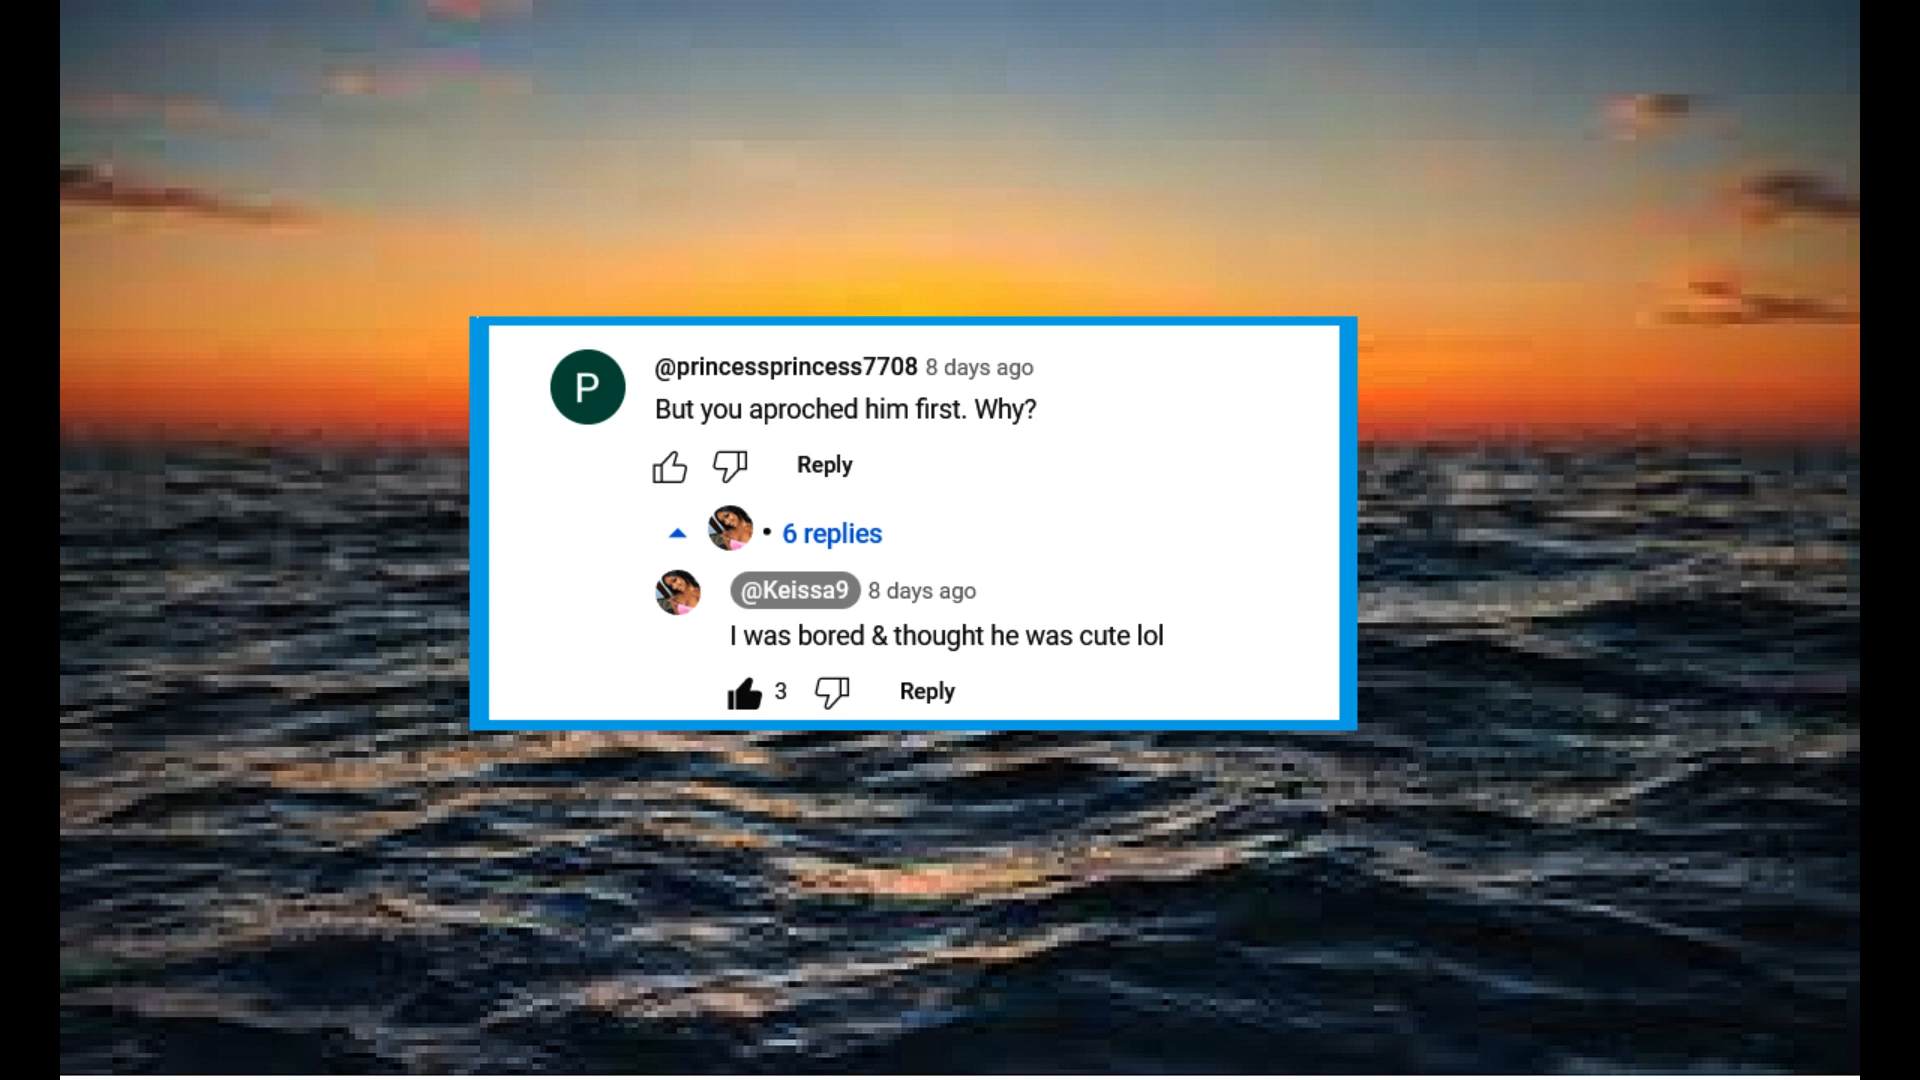 P
@princessprincess7708 8 days ago
But you aproched him first. Why?
Reply
• 6 replies
@Keissa9 8 days ago
I was bored & thought he was cute lol
3 Reply